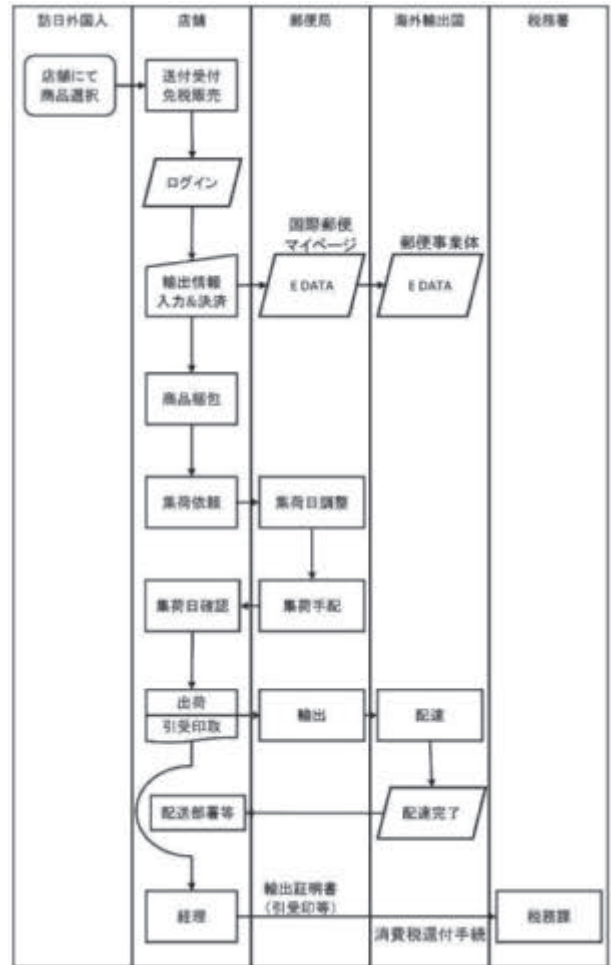 訪日外国人
店舗
郵便局
海外輸出国
税務署
店舗にて
商品選択
送付受付
免税販売
ログイン
国際郵便
マイページ
郵便事業体
輸出情報
入力&決済
E DATA
E DATA
商品梱包
集荷依頼
集荷日調整
集荷日確認
集荷手配
出荷
引受印取
輸出
配達
配送部署等
配達完了
輸出証明書
(引受印等)
経理
税務課
消費税還付手続